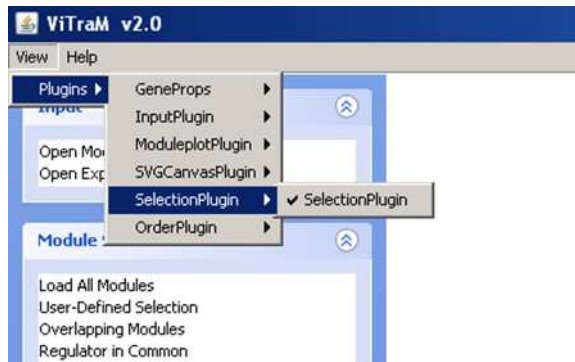 ViTraM v2.0
View Help
Plugins
GeneProps
Input
InputPlugin
ModuleplotPlugin
Open Mo
SVGCanvasPlugin
Open Exp
SelectionPlugin
SelectionPlugin
OrderPlugin
Module
Load All Modules
User-Defined Selection
Overlapping Modules
Regulator in Common